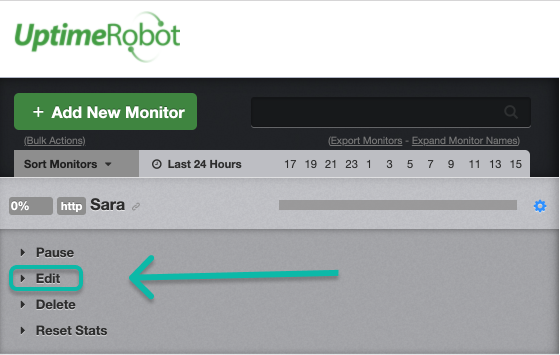 UptimeRobot
+ Add New Monitor
(Bulk Actions)
(Export Monitors - Expand Monitor Names)
Sort Monitors Last 24 Hours 17 19 21 23 1 3 5 7 9 11 13 15
0% http Sara
Pause
Edit
Delete
Reset Stats